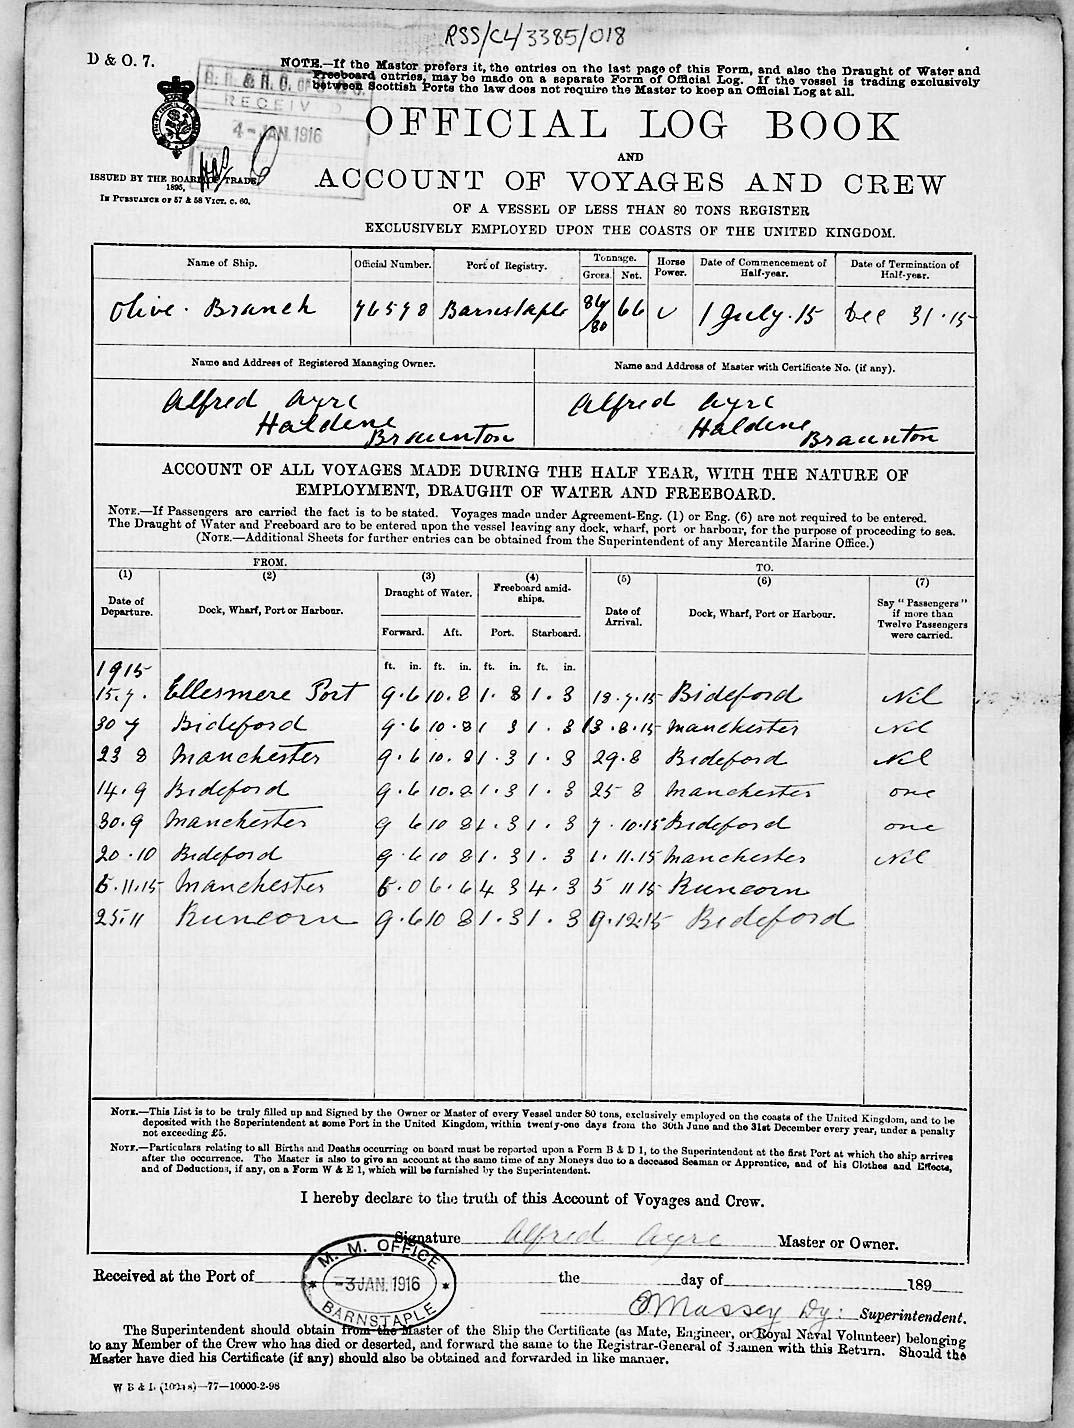 RSS/CL/3385/018
D & O. 7.
NOTE.—If the Master prefers it, the entries on the last page of this Form, and also the Draught of Water and
Freeboard entries, may be made on a separate Form of Official Log. If the vessel is trading exclusively
between Scottish Ports the law does not require the Master to keep an Official Log at all.
RECEIV D
4-JAN.1916
OFFICIAL LOG BOOK
AND
ISSUED BY THE BOARD OF TRADE,
1895,
IN PURSUANCE OF 57 & 58 VICT. C. 60.
ACCOUNT OF VOYAGES AND CREW
OF A VESSEL OF LESS THAN 80 TONS REGISTER
EXCLUSIVELY EMPLOYED UPON THE COASTS OF THE UNITED KINGDOM.
Name of Ship. Official Number. Port of Registry. Tonnage. Horse Power. Date of Commencement of Half-year. Date of Termination of Half-year.
Gross. Net.
Olive. Branch 76578 Barnstaple 86/80 66 1 July.15 Dec 31.15
Name and Address of Registered Managing Owner. Name and Address of Master with Certificate No. (if any).
Alfred Ayre Alfred Ayre
Haldene Haldene
Braunton Braunton
ACCOUNT OF ALL VOYAGES MADE DURING THE HALF YEAR, WITH THE NATURE OF
EMPLOYMENT, DRAUGHT OF WATER AND FREEBOARD.
NOTE.—If Passengers are carried the fact is to be stated. Voyages made under Agreement-Eng. (1) or Eng. (6) are not required to be entered.
The Draught of Water and Freeboard are to be entered upon the vessel leaving any dock, wharf, port or harbour, for the purpose of proceeding to sea.
(NOTE.—Additional Sheets for further entries can be obtained from the Superintendent of any Mercantile Marine Office.)
FROM. TO.
(1) (2) (3) (4) (5) (6) (7)
Date of Departure. Dock, Wharf, Port or Harbour. Draught of Water. Freeboard amid-ships. Date of Arrival. Dock, Wharf, Port or Harbour. Say "Passengers" if more than Twelve Passengers were carried.
Forward. Aft. Port. Starboard.
1915 ft. in. ft. in. ft. in. ft. in.
15.7. Ellesmere Port 9.6 10.8 1.3 1.3 18.7.15 Bideford Nil
30 7 Bideford 9.6 10.8 1 3 1.3 13.8.15 Manchester Nil
23 8 Manchester 9.6 10.8 1.3 1.3 29.8 Bideford Nil
14.9 Bideford 9.6 10.8 1.3 1.3 25 8 Manchester one
30.9 Manchester 9 6 10 8 1.3 1.3 7.10.15 Bideford one
20.10 Bideford 9.6 10 8 1.3 1.3 1.11.15 Manchester Nil
5.11.15 Manchester 6.0 6.6 4 3 4.3 5 11 15 Runcorn
25.11 Runcorn 9.6 10 8 1.3 1.3 9.12.15 Bideford
NOTE.—This List is to be truly filled up and Signed by the Owner or Master of every Vessel under 80 tons, exclusively employed on the coasts of the United Kingdom, and to be
deposited with the Superintendent at some Port in the United Kingdom, within twenty-one days from the 30th June and the 31st December every year, under a penalty
not exceeding £5.
NOTE.—Particulars relating to all Births and Deaths occurring on board must be reported upon a Form B & D 1, to the Superintendent at the first Port at which the ship arrives
after the occurrence. The Master is also to give an account at the same time of any Moneys due to a deceased Seaman or Apprentice, and of his Clothes and Effects,
and of Deductions, if any, on a Form W & E 1, which will be furnished by the Superintendent.
I hereby declare to the truth of this Account of Voyages and Crew.
Signature Alfred Ayre Master or Owner.
M. M. OFFICE
-3 JAN.1916
BARNSTAPLE
Received at the Port of the day of 189
Massey Dy: Superintendent.
The Superintendent should obtain from the Master of the Ship the Certificate (as Mate, Engineer, or Royal Naval Volunteer) belonging
to any Member of the Crew who has died or deserted, and forward the same to the Registrar-General of Seamen with this Return. Should the
Master have died his Certificate (if any) should also be obtained and forwarded in like manner.